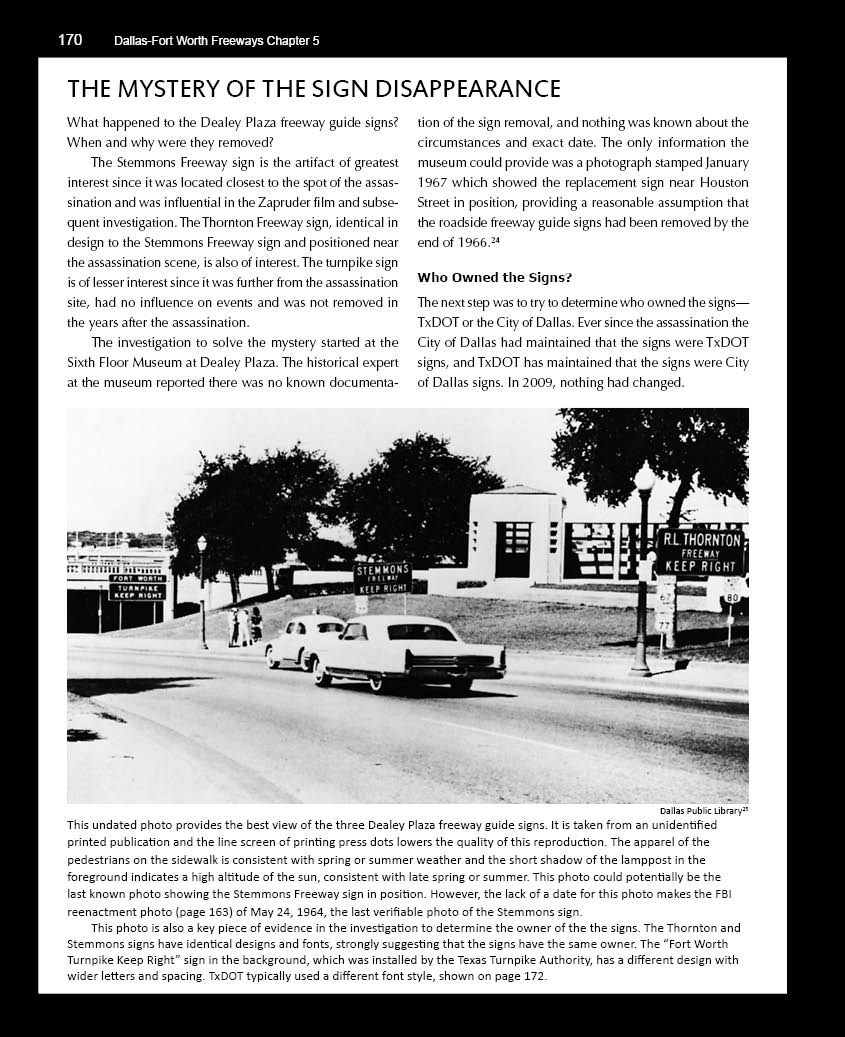 170 Dallas-Fort Worth Freeways Chapter 5
THE MYSTERY OF THE SIGN DISAPPEARANCE
What happened to the Dealey Plaza freeway guide signs?
When and why were they removed?
The Stemmons Freeway sign is the artifact of greatest
interest since it was located closest to the spot of the assas-
sination and was influential in the Zapruder film and subse-
quent investigation. The Thornton Freeway sign, identical in
design to the Stemmons Freeway sign and positioned near
the assassination scene, is also of interest. The turnpike sign
is of lesser interest since it was further from the assassination
site, had no influence on events and was not removed in
the years after the assassination.
The investigation to solve the mystery started at the
Sixth Floor Museum at Dealey Plaza. The historical expert
at the museum reported there was no known documenta-
tion of the sign removal, and nothing was known about the
circumstances and exact date. The only information the
museum could provide was a photograph stamped January
1967 which showed the replacement sign near Houston
Street in position, providing a reasonable assumption that
the roadside freeway guide signs had been removed by the
end of 1966.24
Who Owned the Signs?
The next step was to try to determine who owned the signs—
TxDOT or the City of Dallas. Ever since the assassination the
City of Dallas had maintained that the signs were TxDOT
signs, and TxDOT has maintained that the signs were City
of Dallas signs. In 2009, nothing had changed.
FORT WORTH
TURNPIKE
KEEP RIGHT
STEMMONS
FREEWAY
KEEP RIGHT
R.L.THORNTON
FREEWAY
KEEP RIGHT
67
80
77
Dallas Public Library25
This undated photo provides the best view of the three Dealey Plaza freeway guide signs. It is taken from an unidentified
printed publication and the line screen of printing press dots lowers the quality of this reproduction. The apparel of the
pedestrians on the sidewalk is consistent with spring or summer weather and the short shadow of the lamppost in the
foreground indicates a high altitude of the sun, consistent with late spring or summer. This photo could potentially be the
last known photo showing the Stemmons Freeway sign in position. However, the lack of a date for this photo makes the FBI
reenactment photo (page 163) of May 24, 1964, the last verifiable photo of the Stemmons sign.
This photo is also a key piece of evidence in the investigation to determine the owner of the the signs. The Thornton and
Stemmons signs have identical designs and fonts, strongly suggesting that the signs have the same owner. The “Fort Worth
Turnpike Keep Right” sign in the background, which was installed by the Texas Turnpike Authority, has a different design with
wider letters and spacing. TxDOT typically used a different font style, shown on page 172.